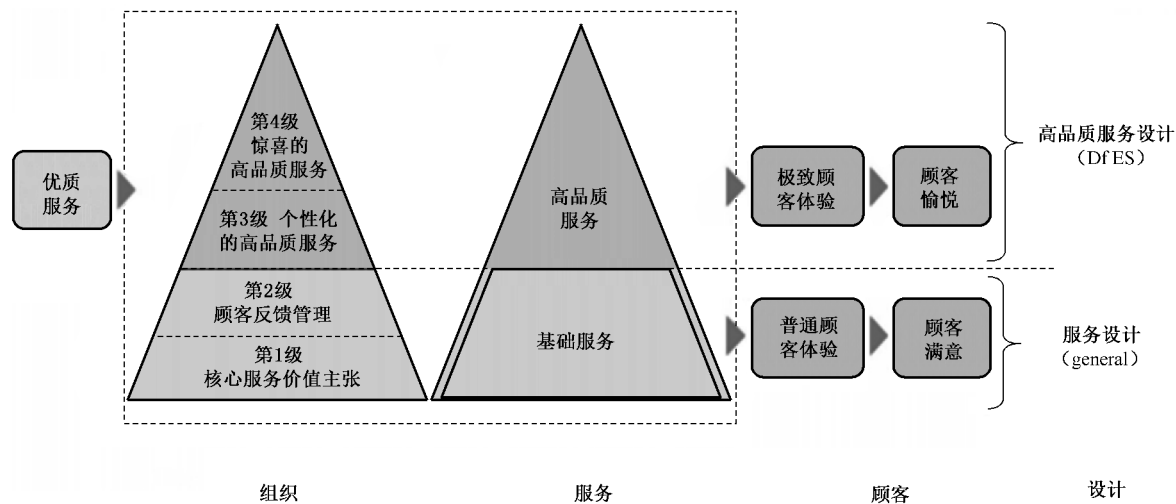 优质
服务
第4级
惊喜的
高品质服务
第3级 个性化
的高品质服务
第2级
顾客反馈管理
第1级
核心服务价值主张
高品质
服务
基础服务
极致顾
客体验
顾客
愉悦
普通顾
客体验
顾客
满意
高品质服务设计
（DfES）
服务设计
（general）
组织
服务
顾客
设计